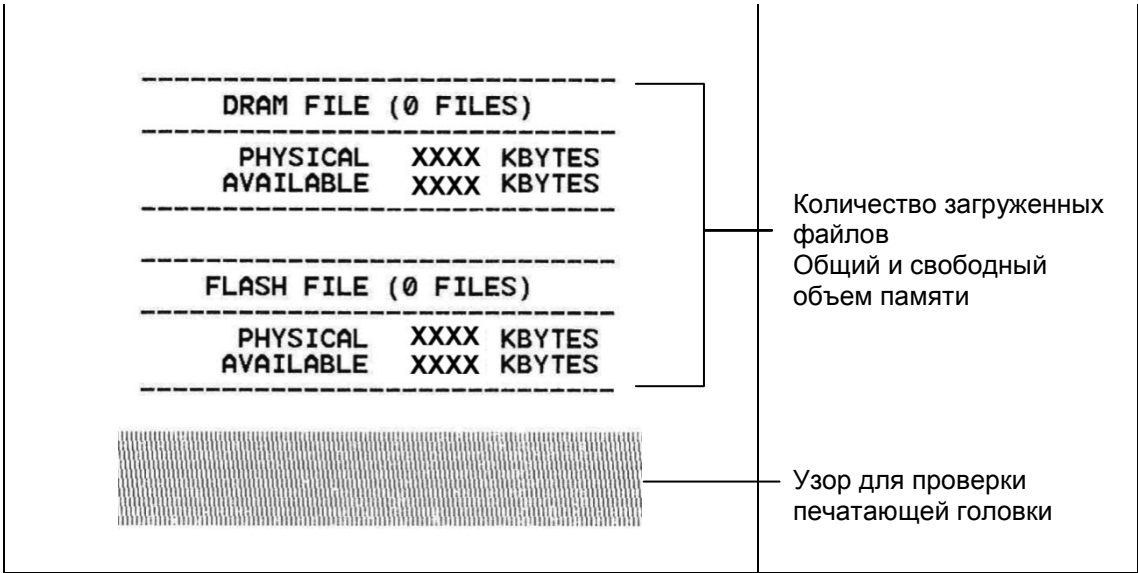 DRAM FILE (0 FILES)
PHYSICAL XXXX KBYTES
AVAILABLE XXXX KBYTES
FLASH FILE (0 FILES)
PHYSICAL XXXX KBYTES
AVAILABLE XXXX KBYTES
Количество загруженных
файлов
Общий и свободный
объем памяти
Узор для проверки
печатающей головки